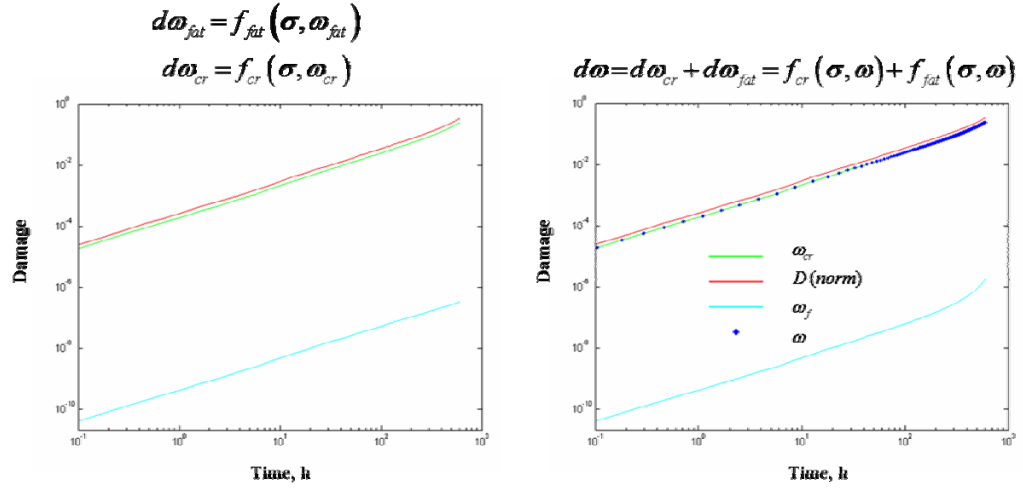 dω_fat = f_fat(σ, ω_fat)
dω_cr = f_cr(σ, ω_cr)
10^0
10^-2
10^-4
10^-6
10^-8
10^-10
Damage
10^-1 10^0 10^1 10^2 10^3
Time, h
dω = dω_cr + dω_fat = f_cr(σ, ω) + f_fat(σ, ω)
10^0
10^-2
10^-4
10^-6
10^-8
10^-10
Damage
ω_cr
D (norm)
ω_f
ω
10^-1 10^0 10^1 10^2 10^3
Time, h